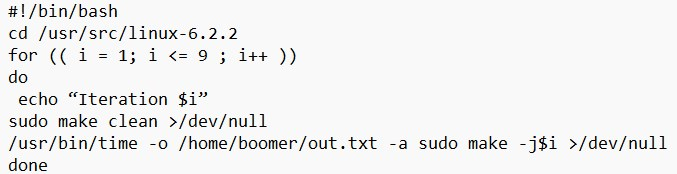 #!/bin/bash
cd /usr/src/linux-6.2.2
for (( i = 1; i <= 9 ; i++ ))
do
 echo “Iteration $i”
sudo make clean >/dev/null
/usr/bin/time -o /home/boomer/out.txt -a sudo make -j$i >/dev/null
done